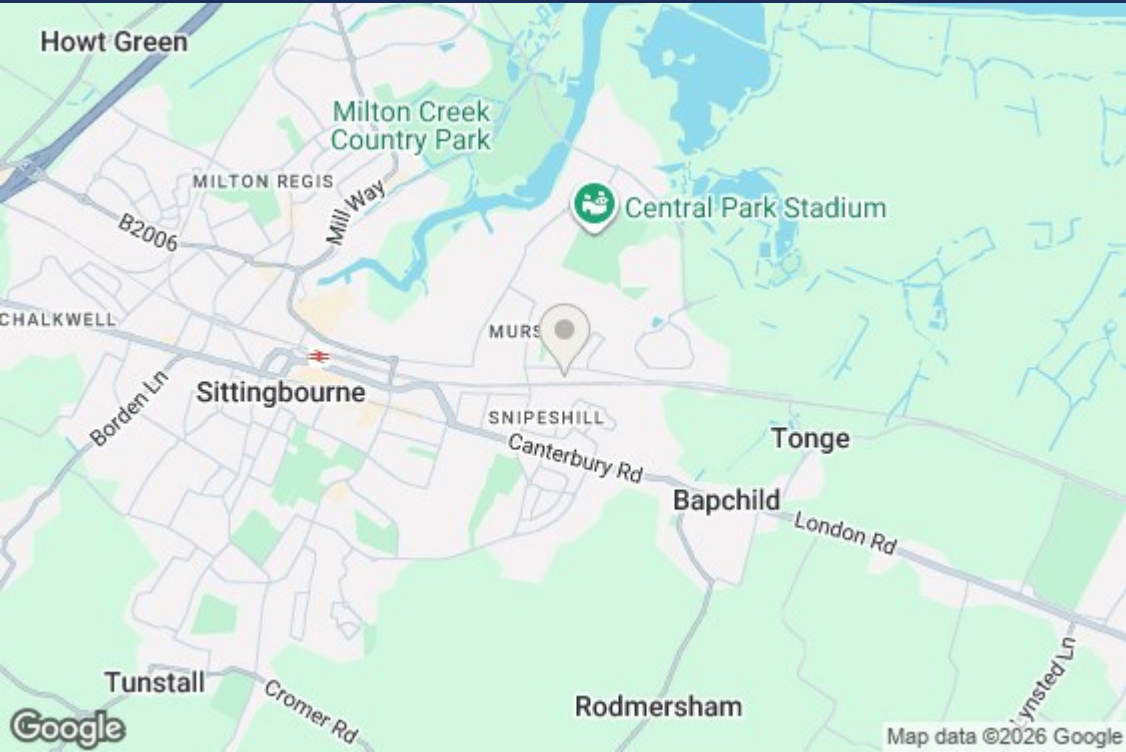 Howt Green
Milton Creek
Country Park
MILTON REGIS
Mill Way
B2006
Central Park Stadium
CHALKWELL
MURS
Sittingbourne
Borden Ln
SNIPESHILL
Canterbury Rd
Tonge
Bapchild
London Rd
Tunstall
Cromer Rd
Rodmersham
Lynsted Ln
Google
Map data ©2026 Google